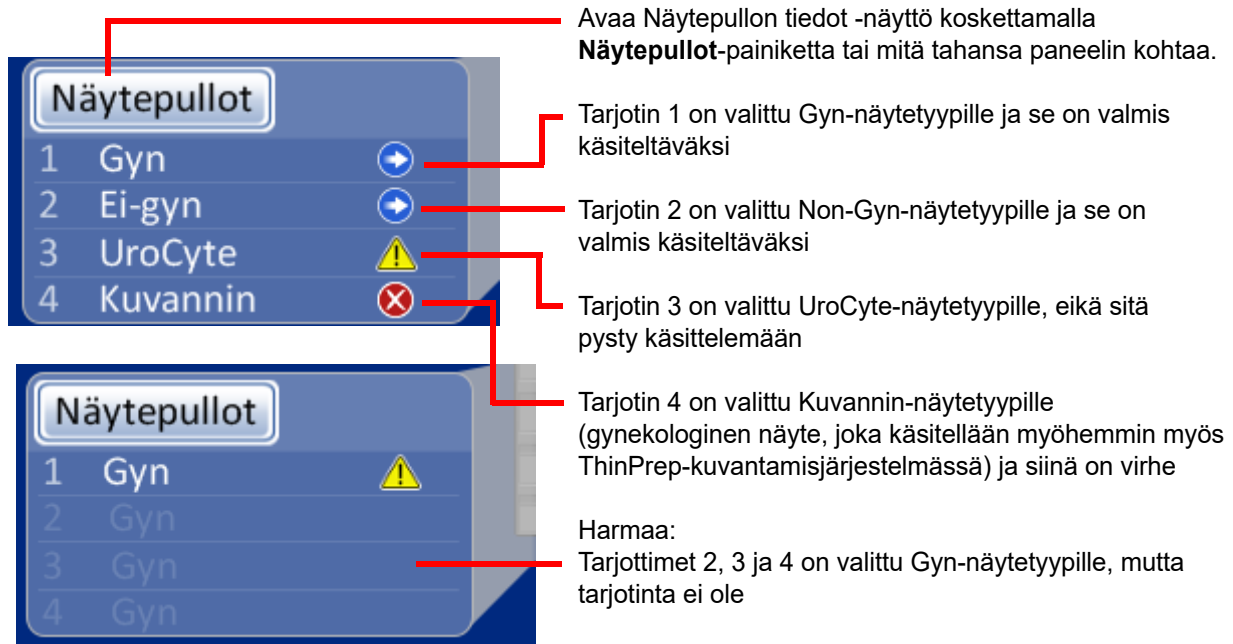 Avaa Näytepullon tiedot -näyttö koskettamalla
Näytepullot-painiketta tai mitä tahansa paneelin kohtaa.
Näytepullot
1 Gyn
2 Ei-gyn
3 UroCyte
4 Kuvannin
Tarjotin 1 on valittu Gyn-näytetyypille ja se on valmis
käsiteltäväksi
Tarjotin 2 on valittu Non-Gyn-näytetyypille ja se on
valmis käsiteltäväksi
Tarjotin 3 on valittu UroCyte-näytetyypille, eikä sitä
pysty käsittelemään
Tarjotin 4 on valittu Kuvannin-näytetyypille
(gynekologinen näyte, joka käsitellään myöhemmin myös
ThinPrep-kuvantamisjärjestelmässä) ja siinä on virhe
Näytepullot
1 Gyn
2 Gyn
3 Gyn
4 Gyn
Harmaa:
Tarjottimet 2, 3 ja 4 on valittu Gyn-näytetyypille, mutta
tarjotinta ei ole